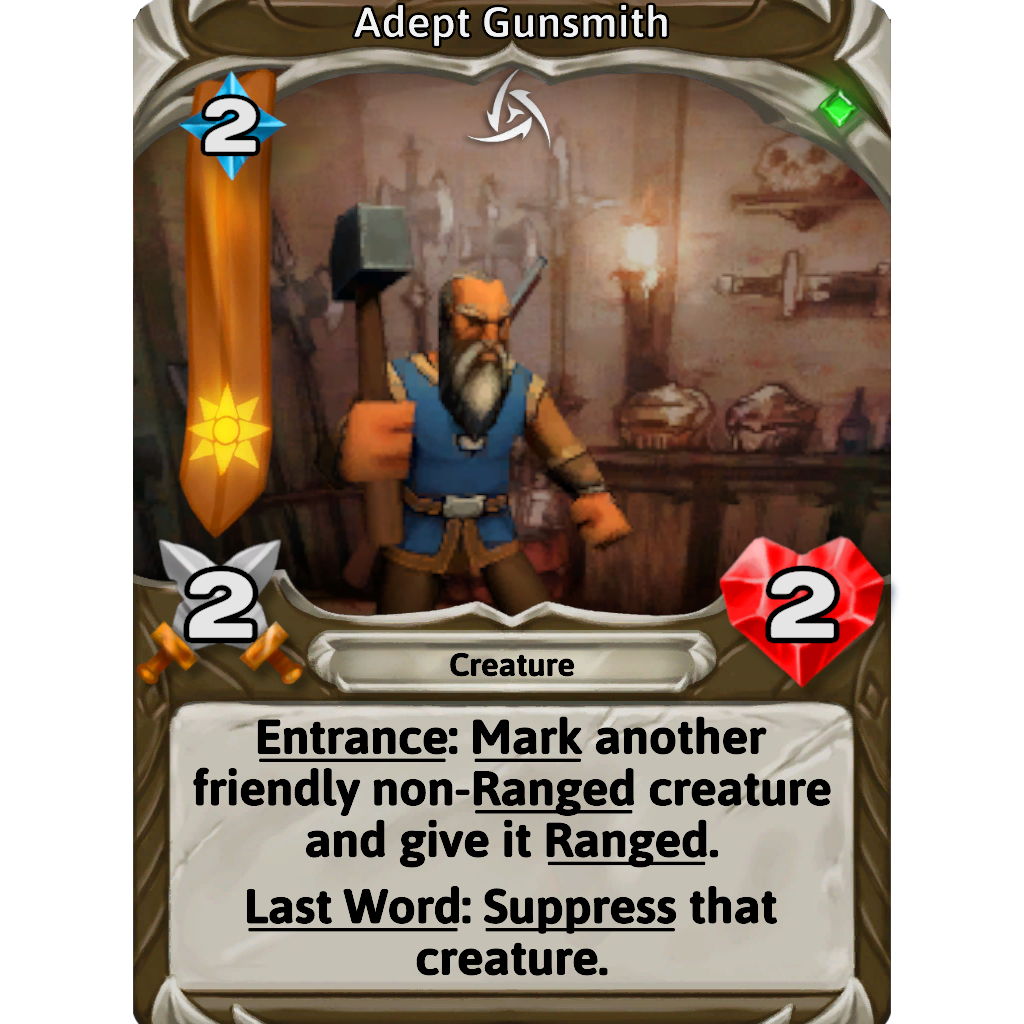 Adept Gunsmith
2
2
2
Creature
Entrance: Mark another
friendly non-Ranged creature
and give it Ranged.
Last Word: Suppress that
creature.